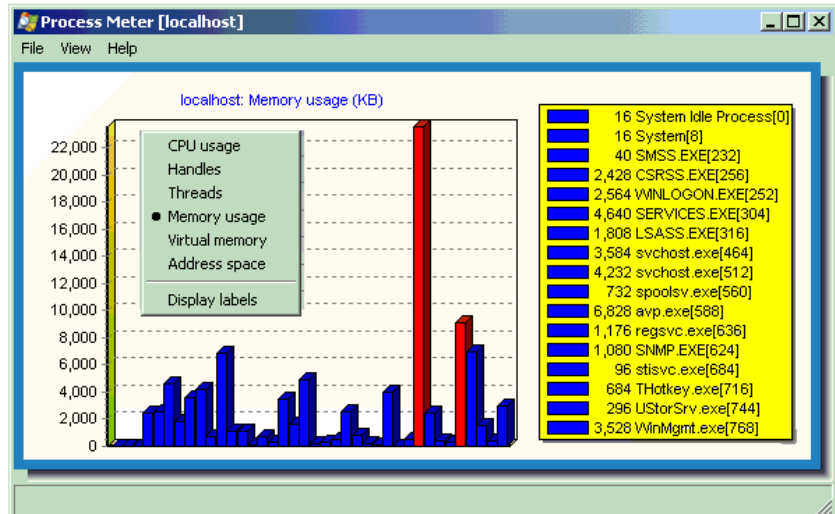 Process Meter [localhost]
File View Help
localhost: Memory usage (KB)
22,000
20,000
18,000
16,000
14,000
12,000
10,000
8,000
6,000
4,000
2,000
0
CPU usage
Handles
Threads
Memory usage
Virtual memory
Address space
Display labels
16 System Idle Process[0]
16 System[8]
40 SMSS.EXE[232]
2,428 CSRSS.EXE[256]
2,564 WINLOGON.EXE[252]
4,640 SERVICES.EXE[304]
1,808 LSASS.EXE[316]
3,584 svchost.exe[464]
4,232 svchost.exe[512]
732 spoolsv.exe[560]
6,828 avp.exe[588]
1,176 regsvc.exe[636]
1,080 SNMP.EXE[624]
96 stisvc.exe[684]
684 THotkey.exe[716]
296 UStorSrv.exe[744]
3,528 WinMgmt.exe[768]